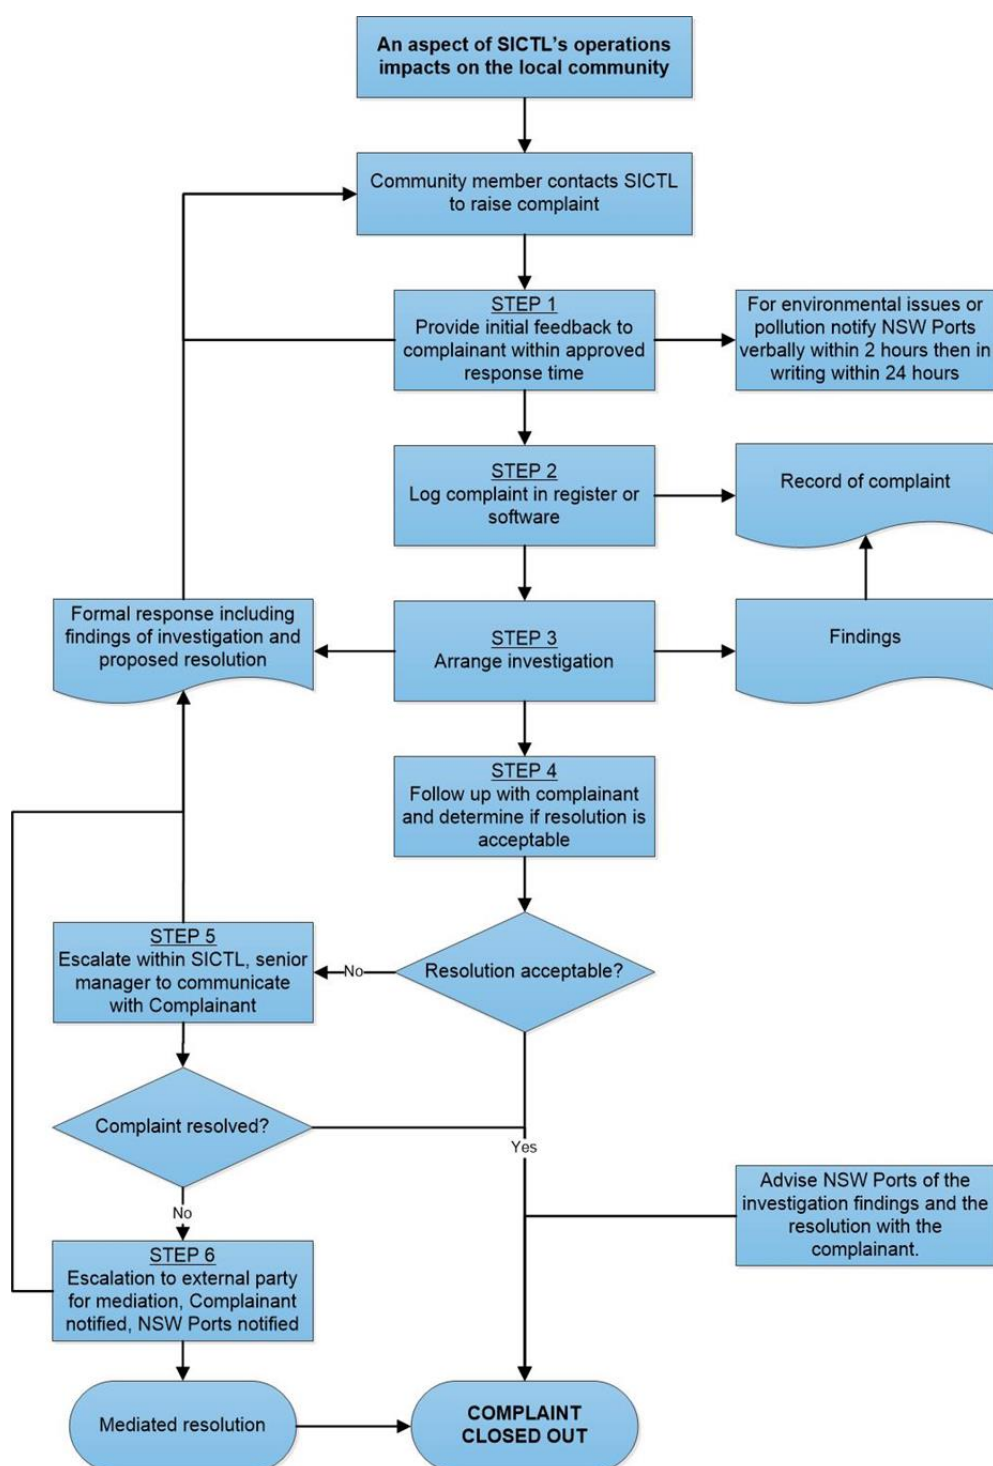 An aspect of SICTL's operations
impacts on the local community
Community member contacts SICTL
to raise complaint
STEP 1
Provide initial feedback to
complainant within approved
response time
For environmental issues or
pollution notify NSW Ports
verbally within 2 hours then in
writing within 24 hours
STEP 2
Log complaint in register or
software
Record of complaint
Formal response including
findings of investigation and
proposed resolution
STEP 3
Arrange investigation
Findings
STEP 4
Follow up with complainant
and determine if resolution is
acceptable
STEP 5
Escalate within SICTL, senior
manager to communicate
with Complainant
No
Resolution acceptable?
Complaint resolved?
Yes
Advise NSW Ports of the
investigation findings and the
resolution with the
complainant.
No
STEP 6
Escalation to external party
for mediation, Complainant
notified, NSW Ports notified
Mediated resolution
COMPLAINT
CLOSED OUT